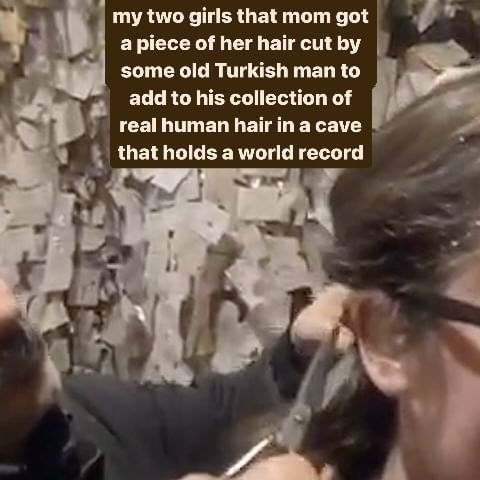 my two girls that mom got
a piece of her hair cut by
some old Turkish man to
add to his collection of
real human hair in a cave
that holds a world record